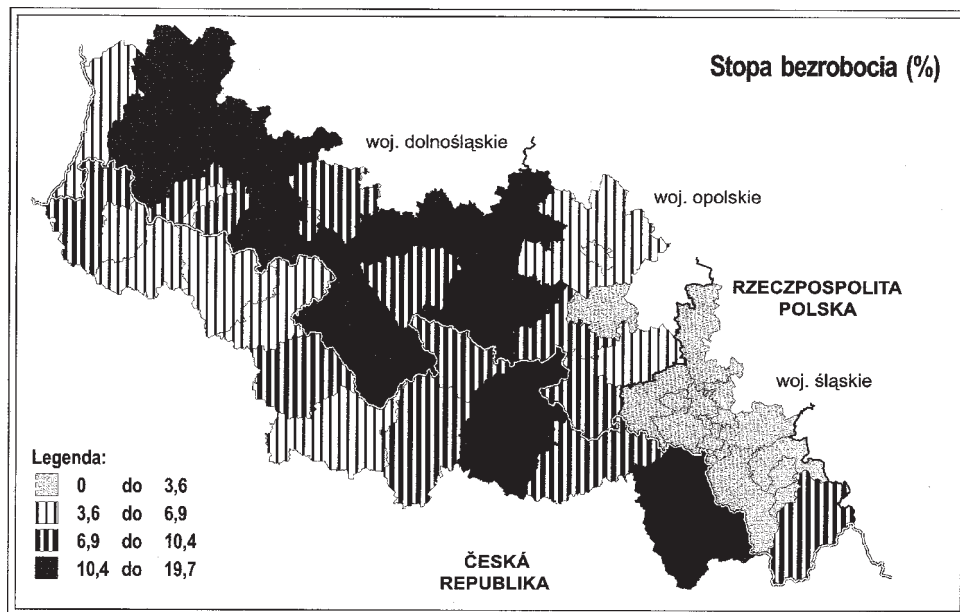 Stopa bezrobocia (%)
woj. dolnośląskie
woj. opolskie
RZECZPOSPOLITA
POLSKA
woj. śląskie
Legenda:
0 do 3,6
3,6 do 6,9
6,9 do 10,4
10,4 do 19,7
ČESKÁ
REPUBLIKA